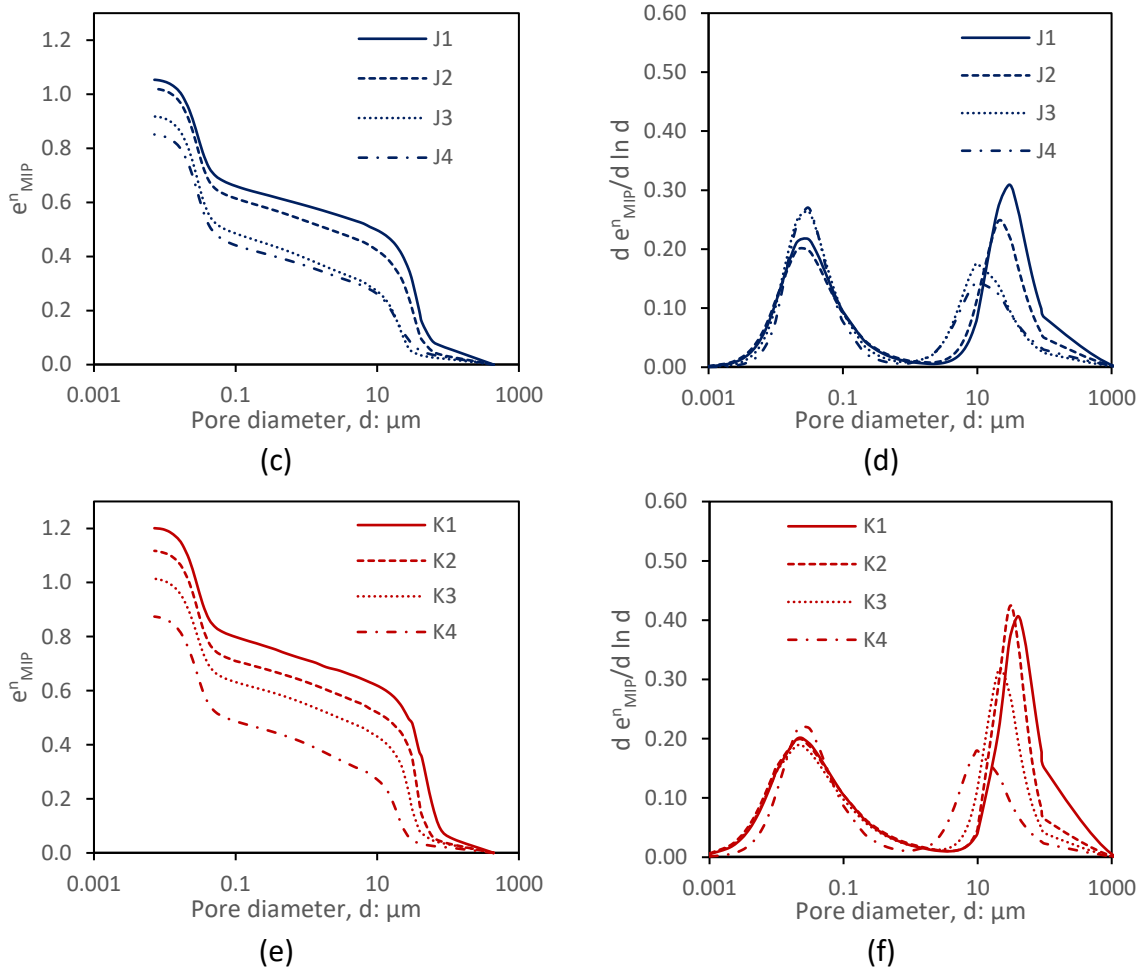 1.2
1.0
0.8
0.6
0.4
0.2
0.0
eⁿMIP
J1
J2
J3
J4
0.001
0.1
10
1000
Pore diameter, d: μm
(c)
0.60
0.50
0.40
0.30
0.20
0.10
0.00
d eⁿMIP/d ln d
J1
J2
J3
J4
0.001
0.1
10
1000
Pore diameter, d: μm
(d)
1.2
1.0
0.8
0.6
0.4
0.2
0.0
eⁿMIP
K1
K2
K3
K4
0.001
0.1
10
1000
Pore diameter, d: μm
(e)
0.60
0.50
0.40
0.30
0.20
0.10
0.00
d eⁿMIP/d ln d
K1
K2
K3
K4
0.001
0.1
10
1000
Pore diameter, d: μm
(f)